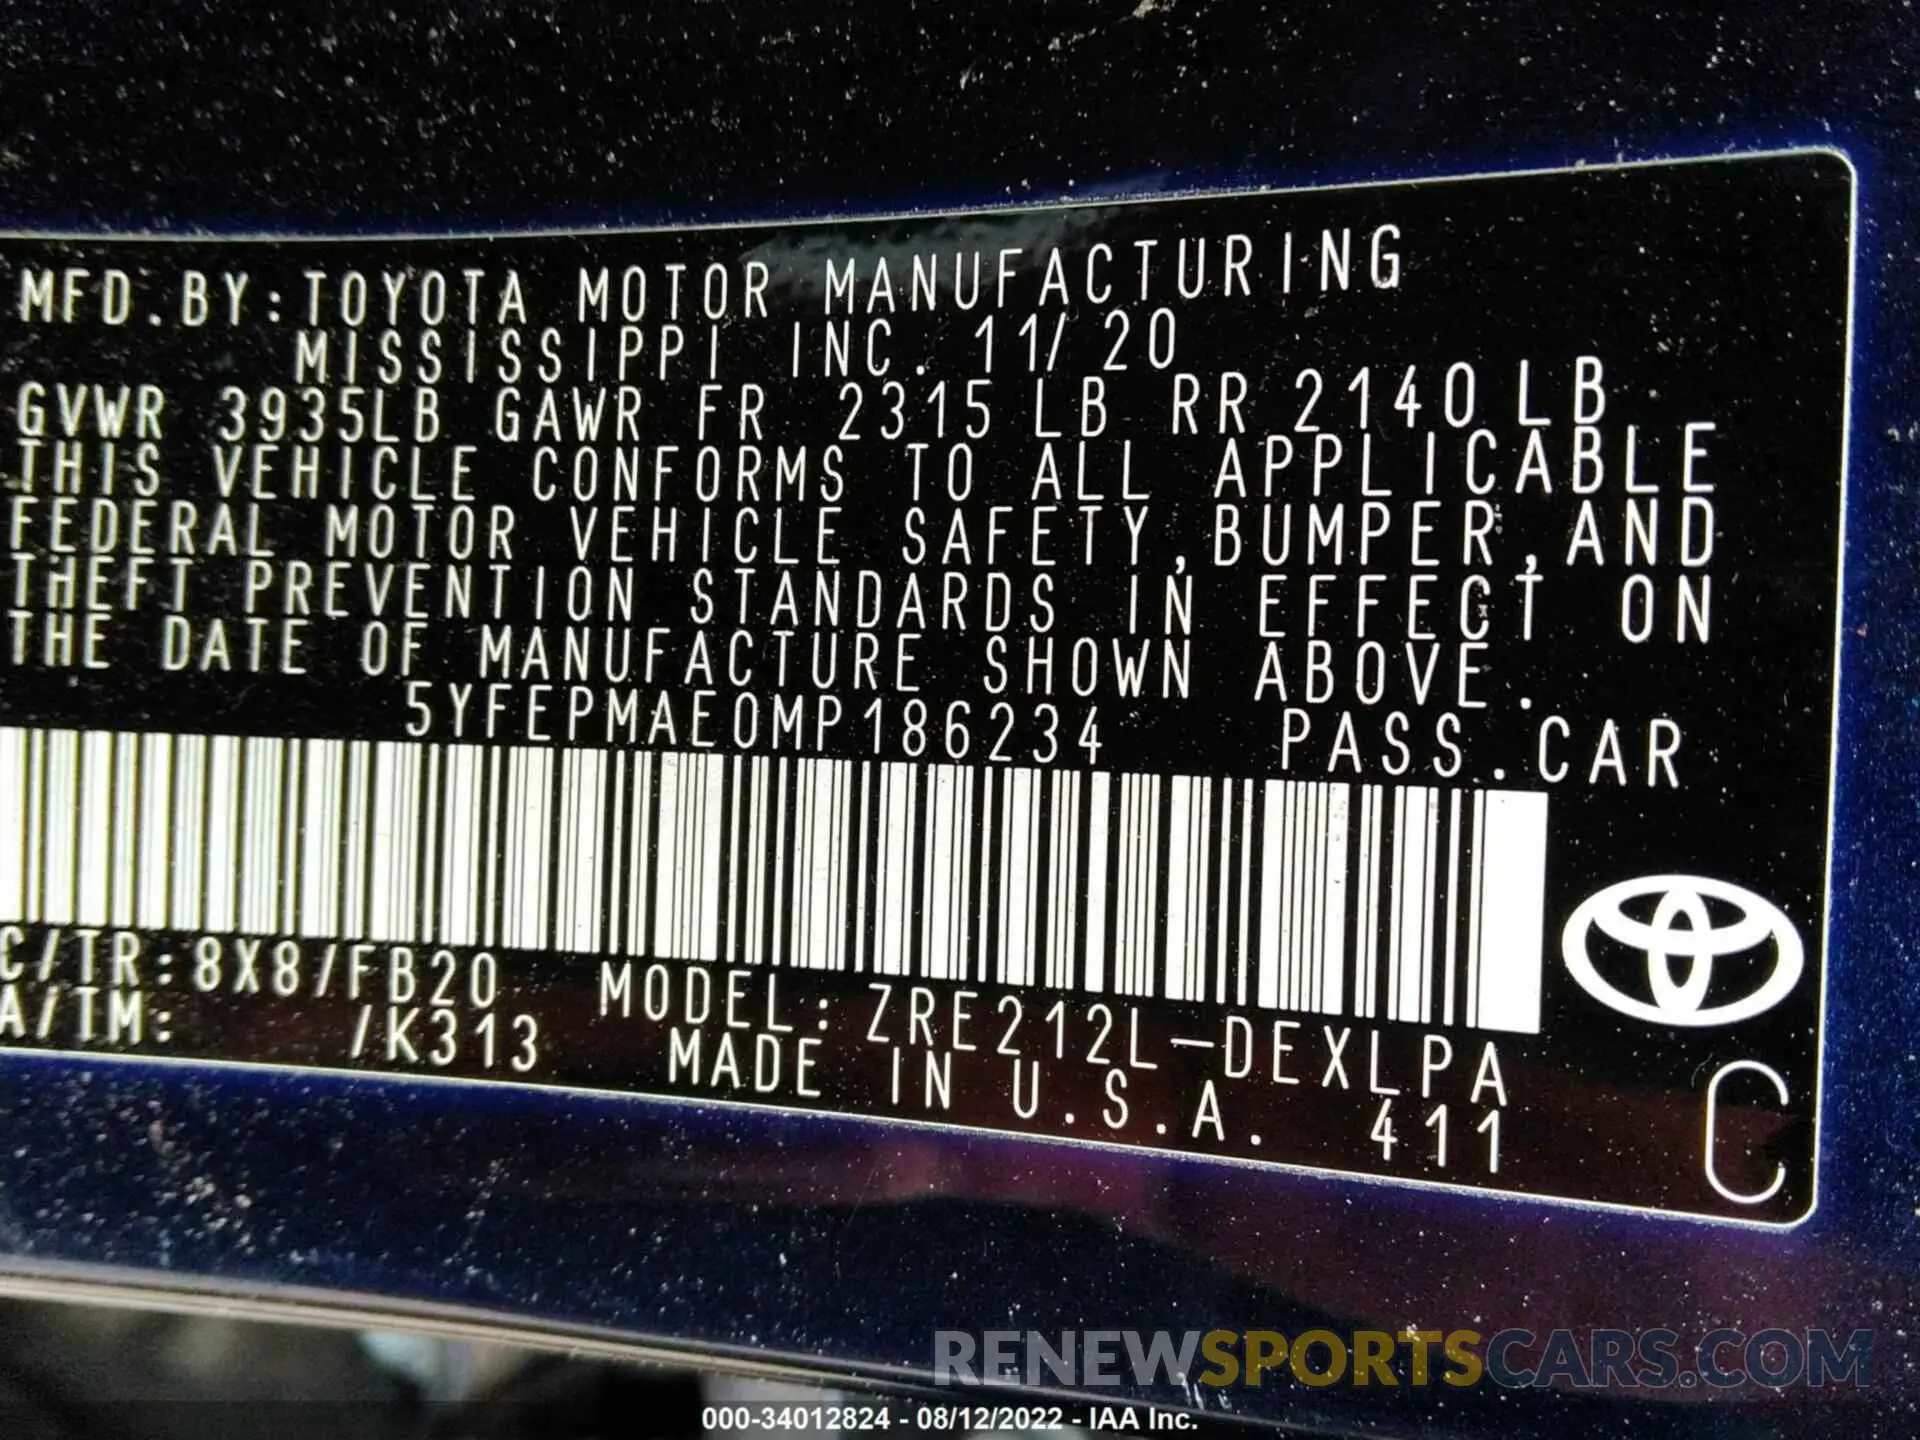 MFD.BY:TOYOTA MOTOR MANUFACTURING
MISSISSIPPI INC. 11/20
GVWR 3935LB GAWR FR 2315LB RR 2140LB
THIS VEHICLE CONFORMS TO ALL APPLICABLE
FEDERAL MOTOR VEHICLE SAFETY,BUMPER,AND
THEFT PREVENTION STANDARDS IN EFFECT ON
THE DATE OF MANUFACTURE SHOWN ABOVE.
5YFEPMAE0MP186234 PASS.CAR
C/TR:8X8/FB20 MODEL:ZRE212L-DEXLPA
A/TM: /K313 MADE IN U.S.A. 411
C
RENEWSPORTSCARS.COM
000-34012824 - 08/12/2022 - IAA Inc.